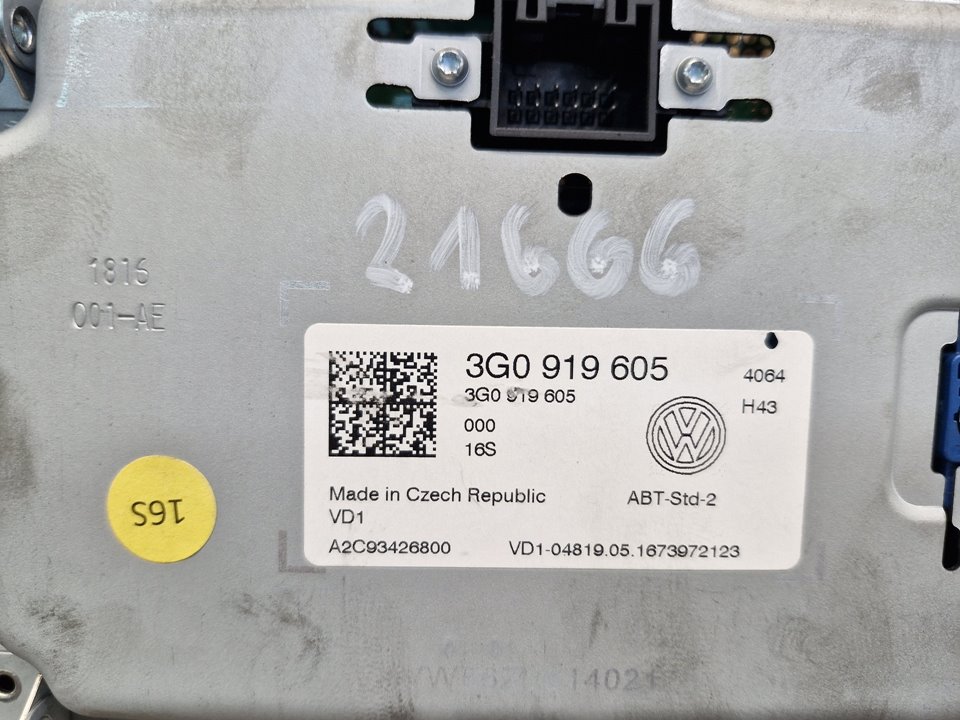 21666
1816
001-AE
3G0 919 605
4064
3G0 919 605
H43
000
16S
Made in Czech Republic
ABT-Std-2
VD1
A2C93426800
VD1-04819.05.1673972123
16S